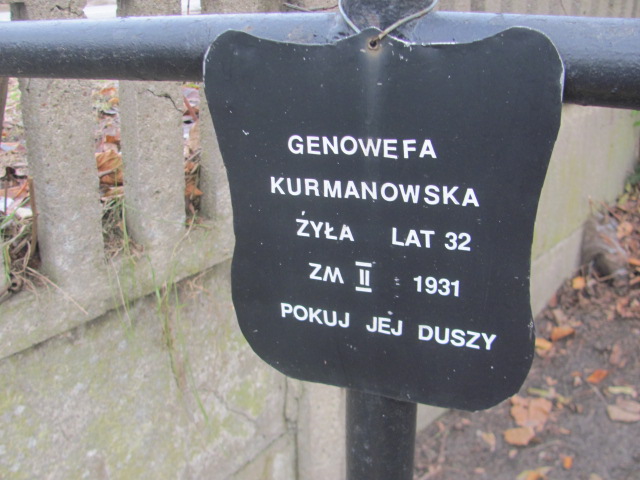 GENOWEFA
KURMANOWSKA
ŻYŁA LAT 32
ZM II 1931
POKUJ JEJ DUSZY